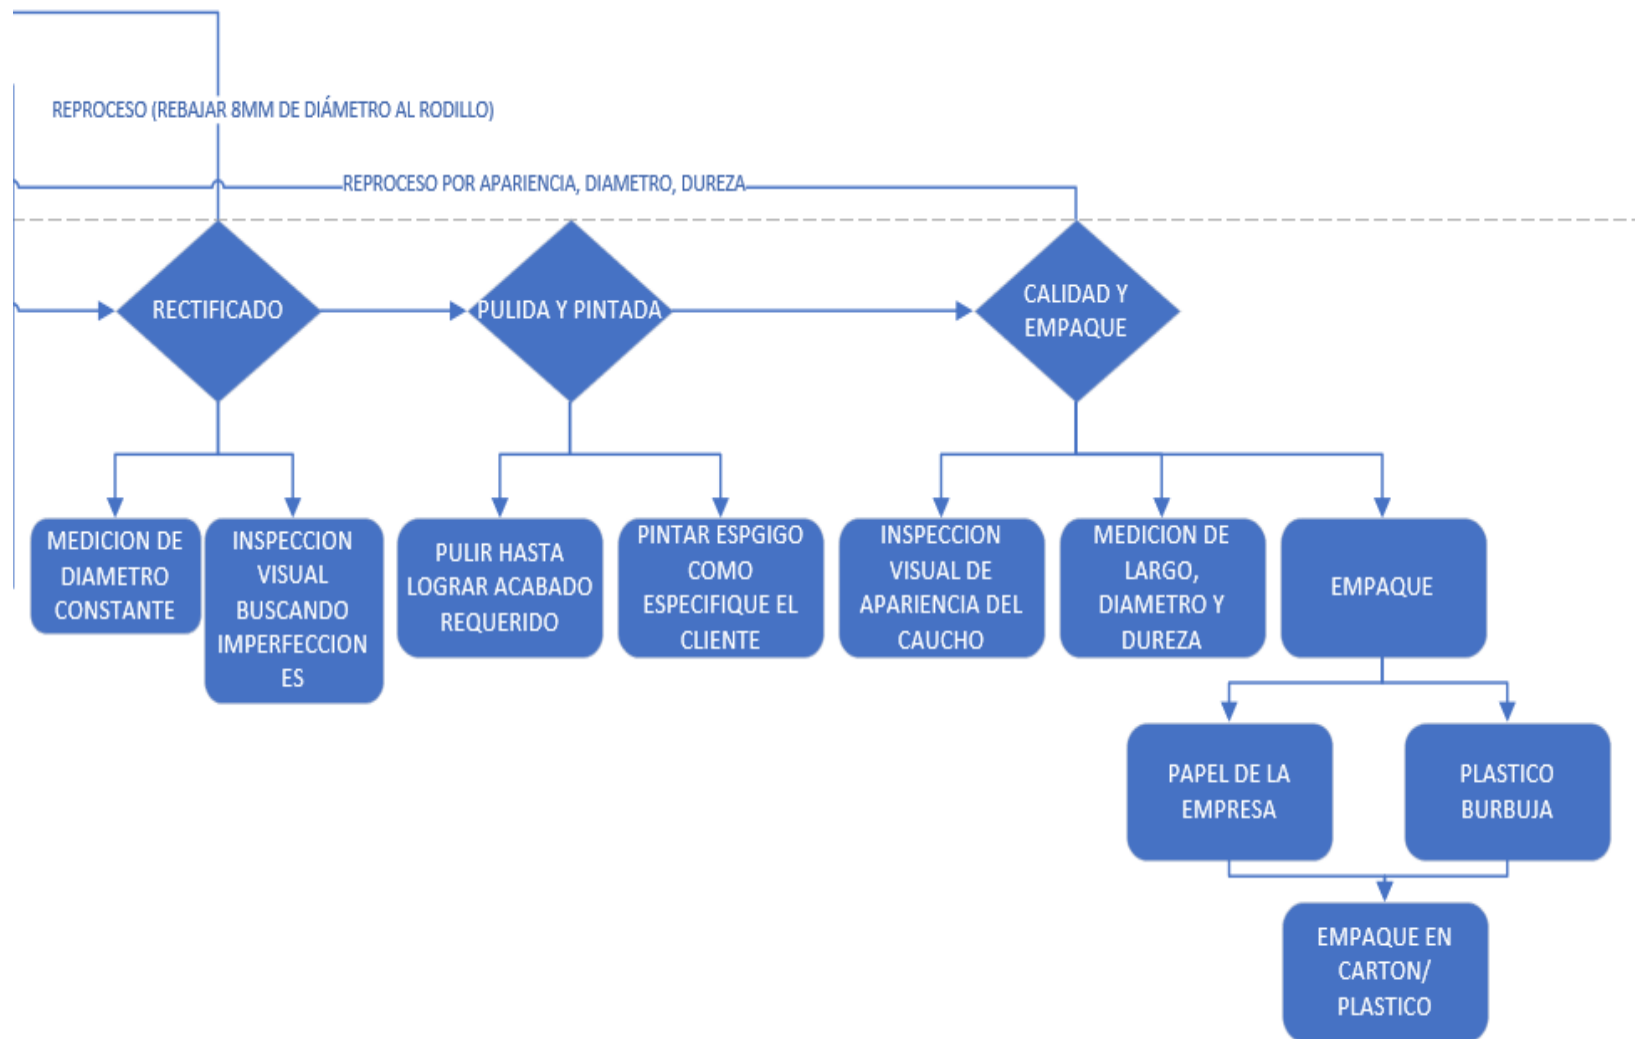 REPROCESO (REBAJAR 8MM DE DIÁMETRO AL RODILLO)
REPROCESO POR APARIENCIA, DIAMETRO, DUREZA
RECTIFICADO
PULIDA Y PINTADA
CALIDAD Y
EMPAQUE
MEDICION DE
DIAMETRO
CONSTANTE
INSPECCION
VISUAL
BUSCANDO
IMPERFECCION
ES
PULIR HASTA
LOGRAR ACABADO
REQUERIDO
PINTAR ESPGIGO
COMO
ESPECIFIQUE EL
CLIENTE
INSPECCION
VISUAL DE
APARIENCIA DEL
CAUCHO
MEDICION DE
LARGO,
DIAMETRO Y
DUREZA
EMPAQUE
PAPEL DE LA
EMPRESA
PLASTICO
BURBUJA
EMPAQUE EN
CARTON/
PLASTICO